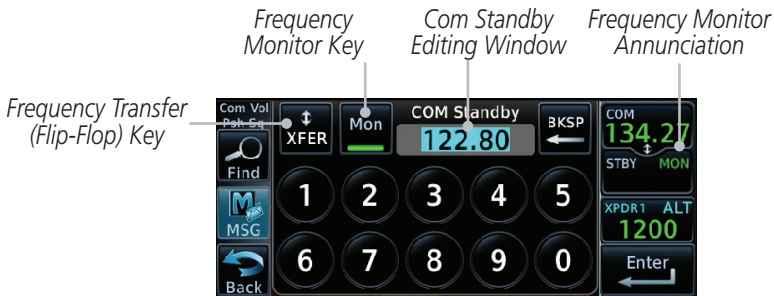 Frequency
Monitor Key
Com Standby
Editing Window
Frequency Monitor
Annunciation
Frequency Transfer
(Flip-Flop) Key
Com Vol
Psh Sq
XFER
Mon
COM Standby
122.80
BKSP
COM
134.27
STBY MON
Find
1 2 3 4 5
MSG
XPDR1 ALT
1200
Back
6 7 8 9 0
Enter